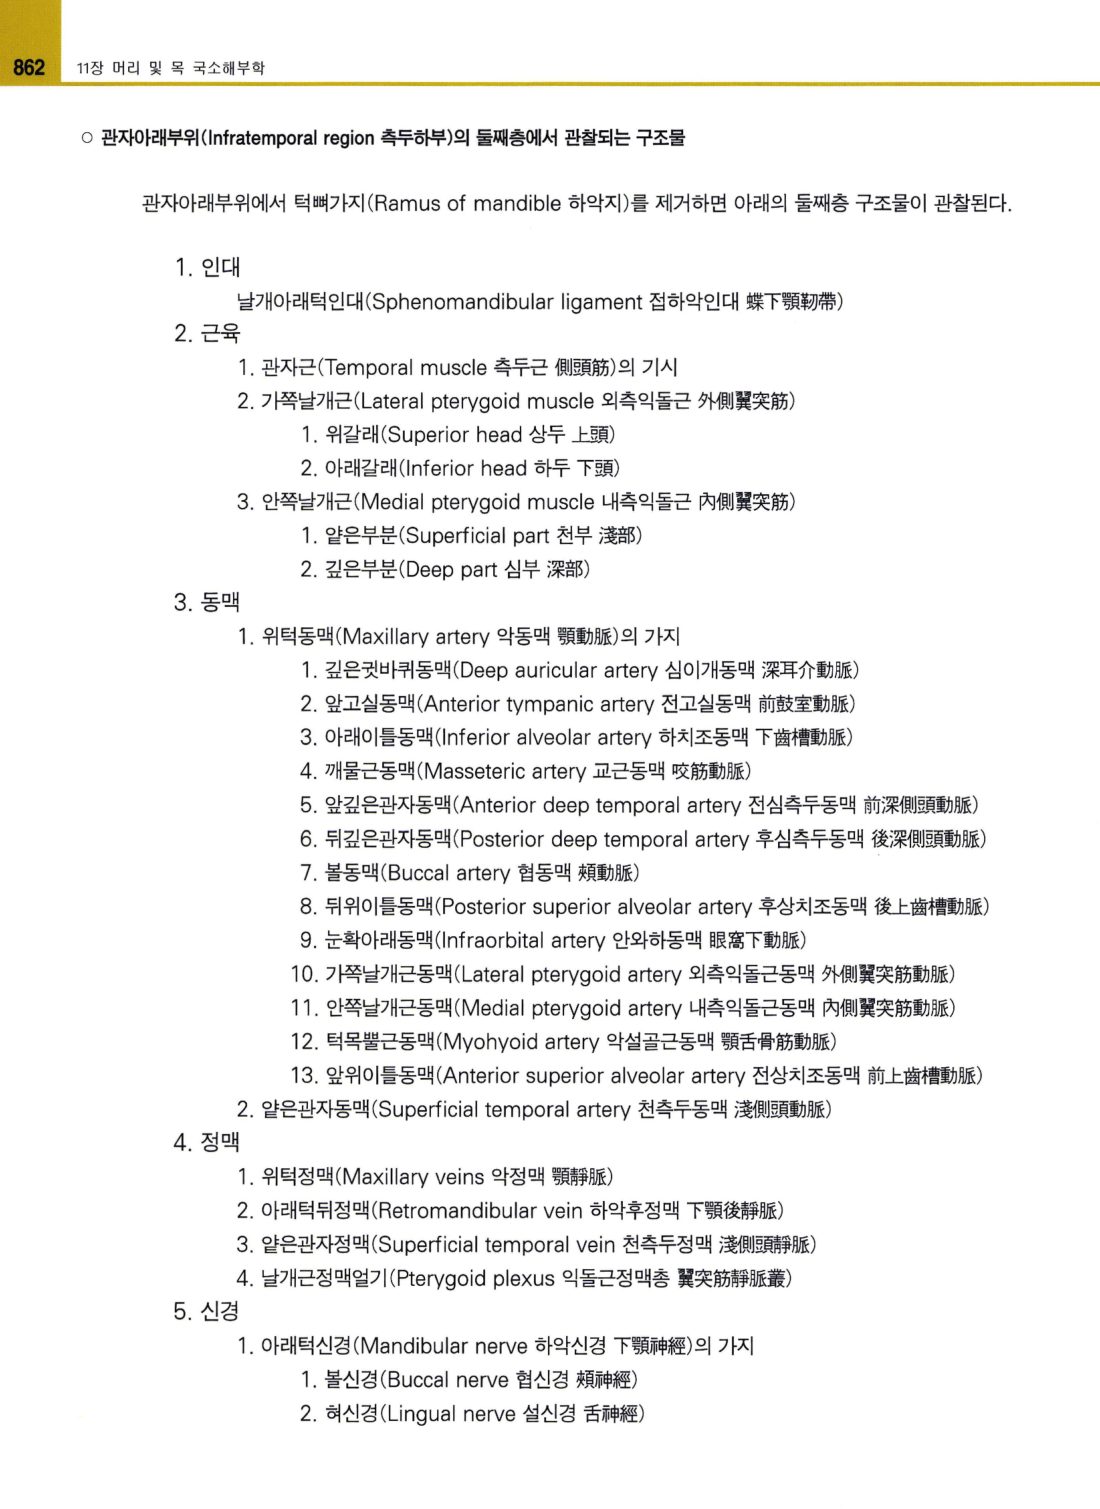 862 11장 머리 및 목 국소해부학
○ 관자아래부위(Infratemporal region 측두하부)의 둘째층에서 관찰되는 구조물
관자아래부위에서 턱뼈가지(Ramus of mandible 하악지)를 제거하면 아래의 둘째층 구조물이 관찰된다.
1. 인대
날개아래턱인대(Sphenomandibular ligament 접하악인대 蝶下顎靭帶)
2. 근육
1. 관자근(Temporal muscle 측두근 側頭筋)의 기시
2. 가쪽날개근(Lateral pterygoid muscle 외측익돌근 外側翼突筋)
1. 위갈래(Superior head 상두 上頭)
2. 아래갈래(Inferior head 하두 下頭)
3. 안쪽날개근(Medial pterygoid muscle 내측익돌근 內側翼突筋)
1. 얕은부분(Superficial part 천부 淺部)
2. 깊은부분(Deep part 심부 深部)
3. 동맥
1. 위턱동맥(Maxillary artery 악동맥 顎動脈)의 가지
1. 깊은귓바퀴동맥(Deep auricular artery 심이개동맥 深耳介動脈)
2. 앞고실동맥(Anterior tympanic artery 전고실동맥 前鼓室動脈)
3. 아래이틀동맥(Inferior alveolar artery 하치조동맥 下齒槽動脈)
4. 깨물근동맥(Masseteric artery 교근동맥 咬筋動脈)
5. 앞깊은관자동맥(Anterior deep temporal artery 전심측두동맥 前深側頭動脈)
6. 뒤깊은관자동맥(Posterior deep temporal artery 후심측두동맥 後深側頭動脈)
7. 볼동맥(Buccal artery 협동맥 頰動脈)
8. 뒤위이틀동맥(Posterior superior alveolar artery 후상치조동맥 後上齒槽動脈)
9. 눈확아래동맥(Infraorbital artery 안와하동맥 眼窩下動脈)
10. 가쪽날개근동맥(Lateral pterygoid artery 외측익돌근동맥 外側翼突筋動脈)
11. 안쪽날개근동맥(Medial pterygoid artery 내측익돌근동맥 內側翼突筋動脈)
12. 턱목뿔근동맥(Myohyoid artery 악설골근동맥 顎舌骨筋動脈)
13. 앞위이틀동맥(Anterior superior alveolar artery 전상치조동맥 前上齒槽動脈)
2. 얕은관자동맥(Superficial temporal artery 천측두동맥 淺側頭動脈)
4. 정맥
1. 위턱정맥(Maxillary veins 악정맥 顎靜脈)
2. 아래턱뒤정맥(Retromandibular vein 하악후정맥 下顎後靜脈)
3. 얕은관자정맥(Superficial temporal vein 천측두정맥 淺側頭靜脈)
4. 날개근정맥얼기(Pterygoid plexus 익돌근정맥총 翼突筋靜脈叢)
5. 신경
1. 아래턱신경(Mandibular nerve 하악신경 下顎神經)의 가지
1. 볼신경(Buccal nerve 협신경 頰神經)
2. 혀신경(Lingual nerve 설신경 舌神經)